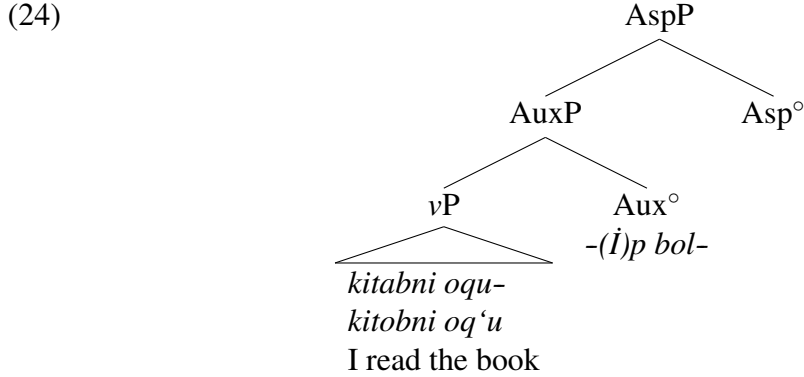 (24)
AspP
AuxP Asp°
vP Aux°
-(İ)p bol-
kitabni oqu-
kitobni oq‘u
I read the book